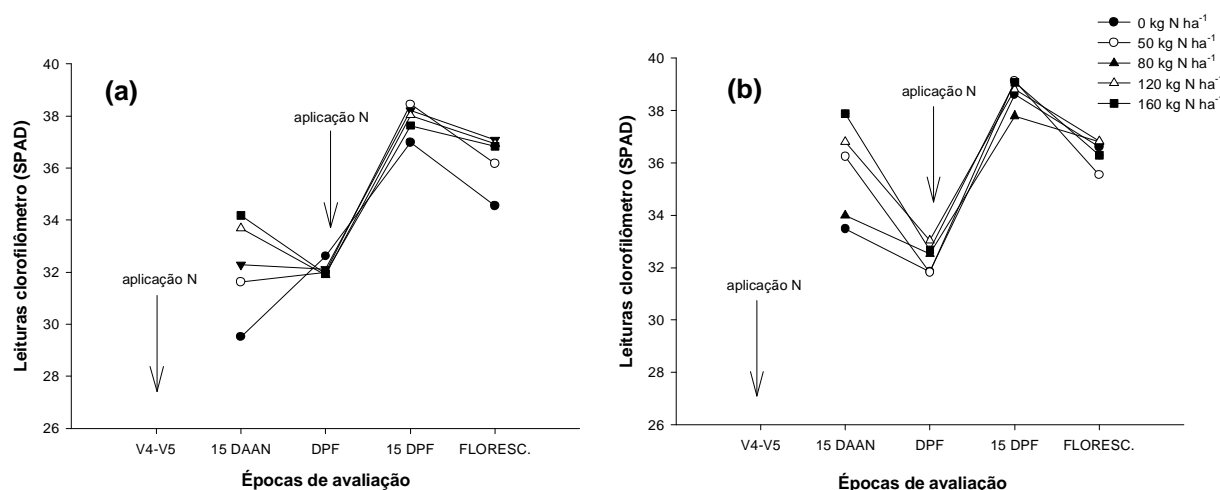 (a)
Leituras clorofilômetro (SPAD)
40
38
36
34
32
30
28
26
aplicação N
aplicação N
V4-V5 15 DAAN DPF 15 DPF FLORESC.
Épocas de avaliação
(b)
Leituras clorofilômetro (SPAD)
40
38
36
34
32
30
28
26
aplicação N
aplicação N
V4-V5 15 DAAN DPF 15 DPF FLORESC.
Épocas de avaliação
0 kg N ha⁻¹
50 kg N ha⁻¹
80 kg N ha⁻¹
120 kg N ha⁻¹
160 kg N ha⁻¹